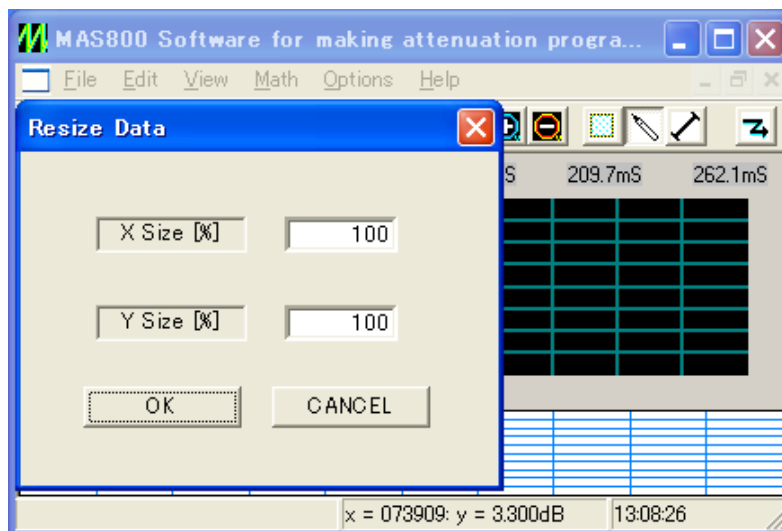 MAS800 Software for making attenuation progra...
File Edit View Math Options Help
Resize Data
209.7mS 262.1mS
X Size [%] 100
Y Size [%] 100
OK CANCEL
x = 073909: y = 3.300dB 13:08:26